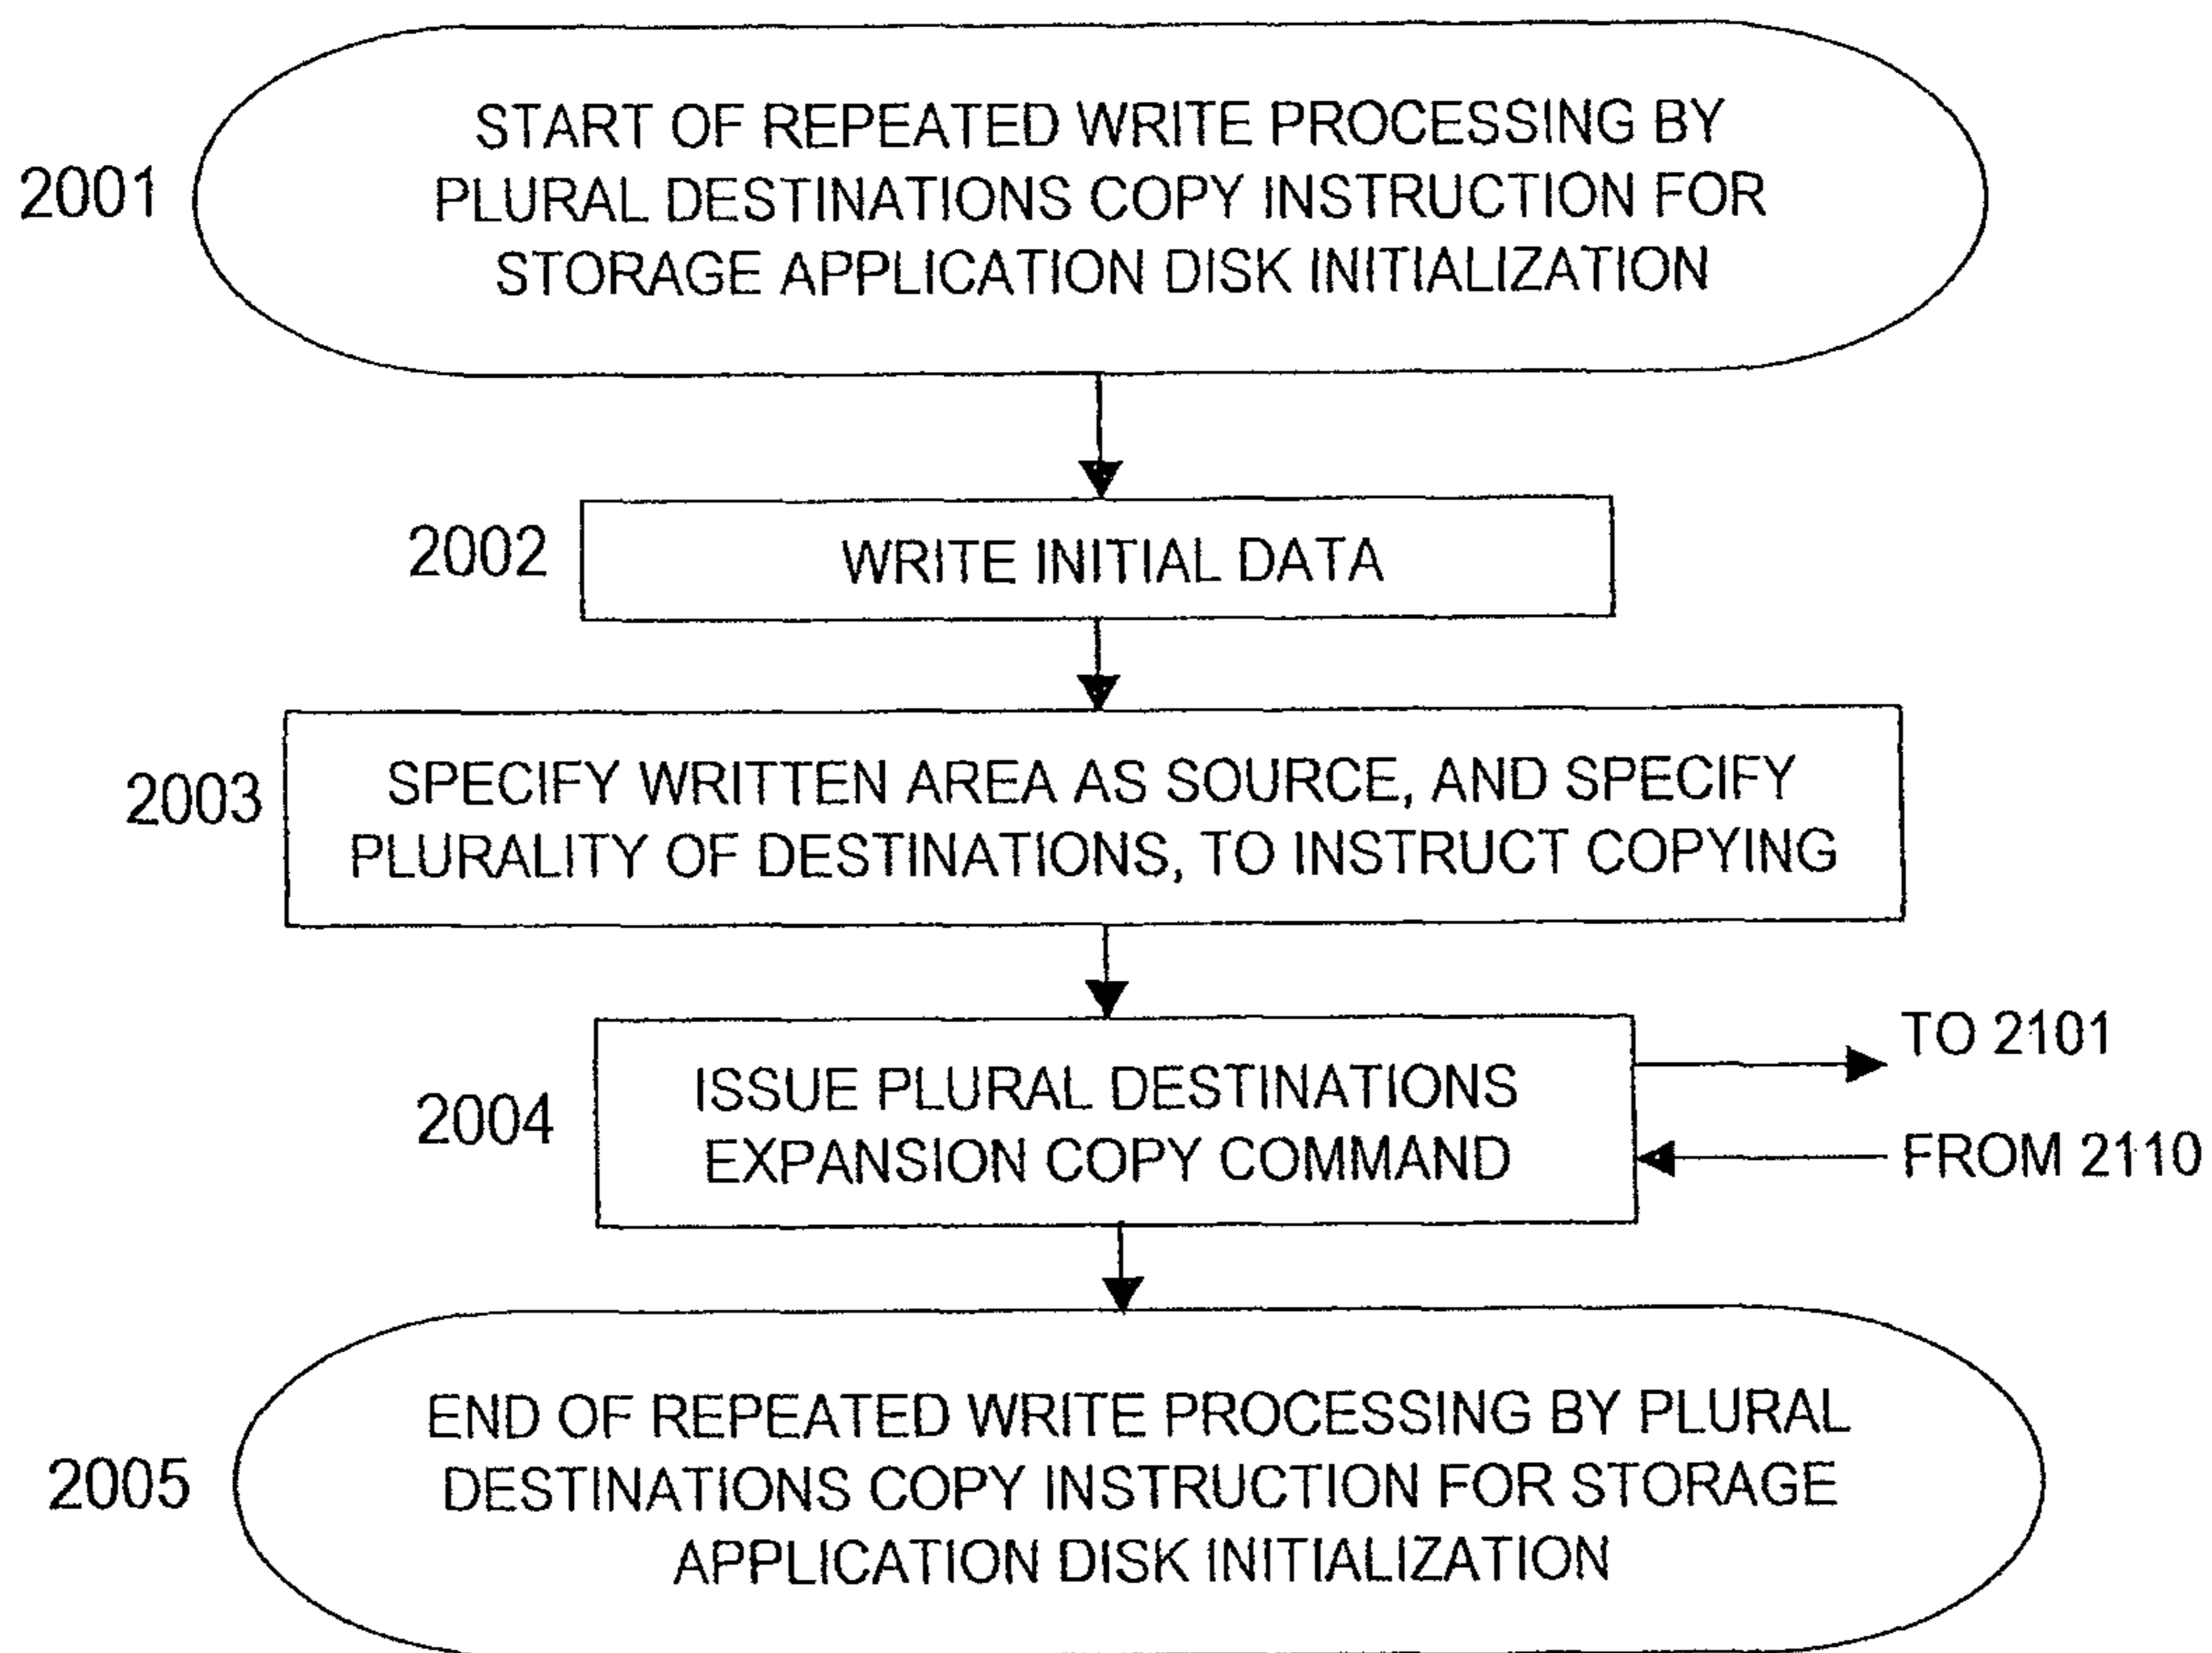 START OF REPEATED WRITE PROCESSING BY
2001
PLURAL DESTINATIONS COPY INSTRUCTION FOR
STORAGE APPLICATION DISK INITIALIZATION
2002
WRITE INITIAL DATA
2003
SPECIFY WRITTEN AREA AS SOURCE, AND SPECIFY
PLURALITY OF DESTINATIONS, TO INSTRUCT COPYING
TO 2101
2004
ISSUE PLURAL DESTINATIONS
EXPANSION COPY COMMAND
FROM 2110
END OF REPEATED WRITE PROCESSING BY PLURAL
2005
DESTINATIONS COPY INSTRUCTION FOR STORAGE
APPLICATION DISK INITIALIZATION